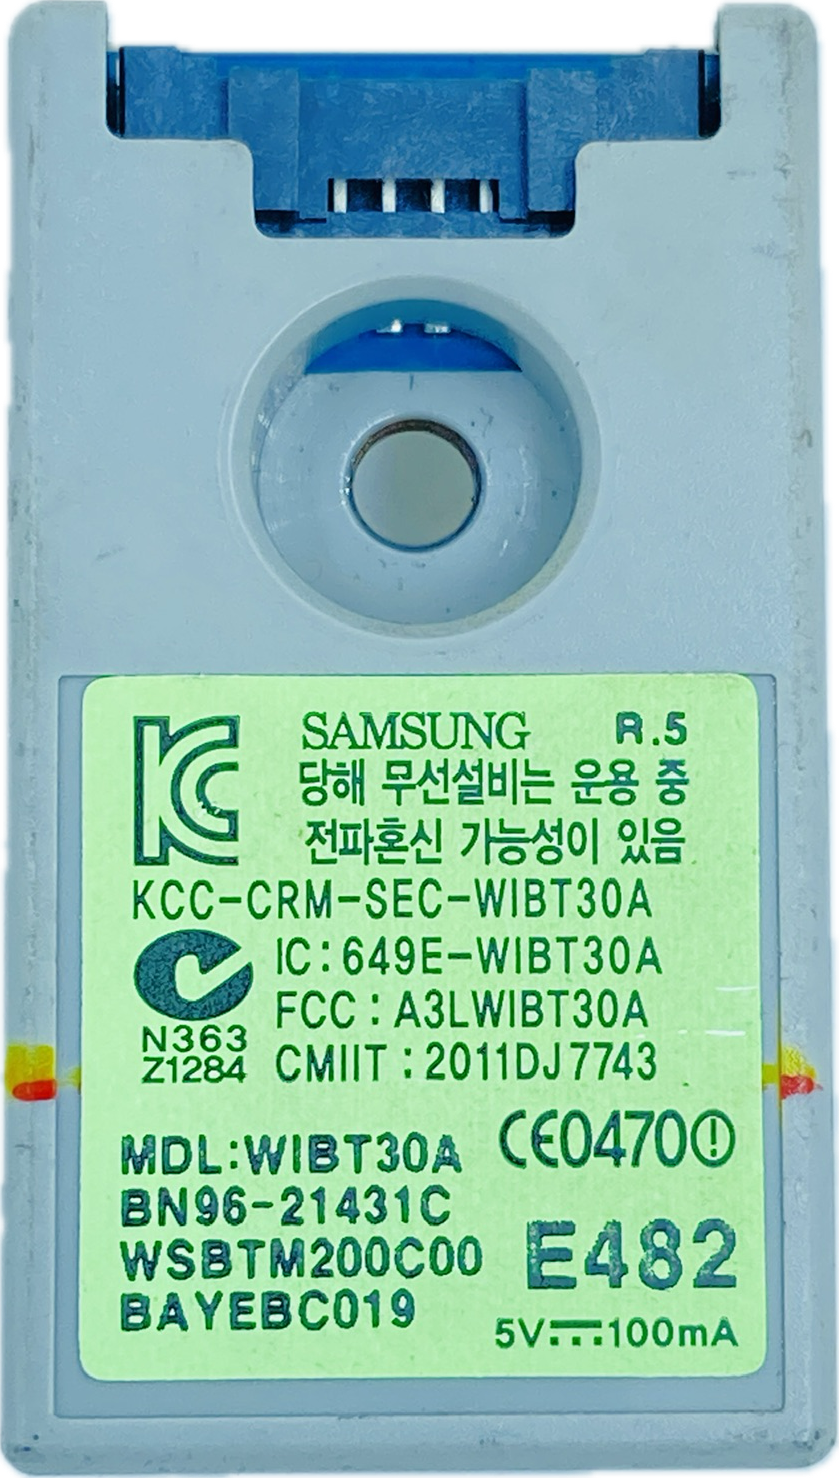 SAMSUNG R.5
당해 무선설비는 운용 중
전파혼신 가능성이 있음
KCC-CRM-SEC-WIBT30A
IC:649E-WIBT30A
FCC:A3LWIBT30A
N363
Z1284
CMIIT:2011DJ7743
CE0470
MDL:WIBT30A
BN96-21431C
WSBTM200C00
BAYEBC019
E482
5V 100mA